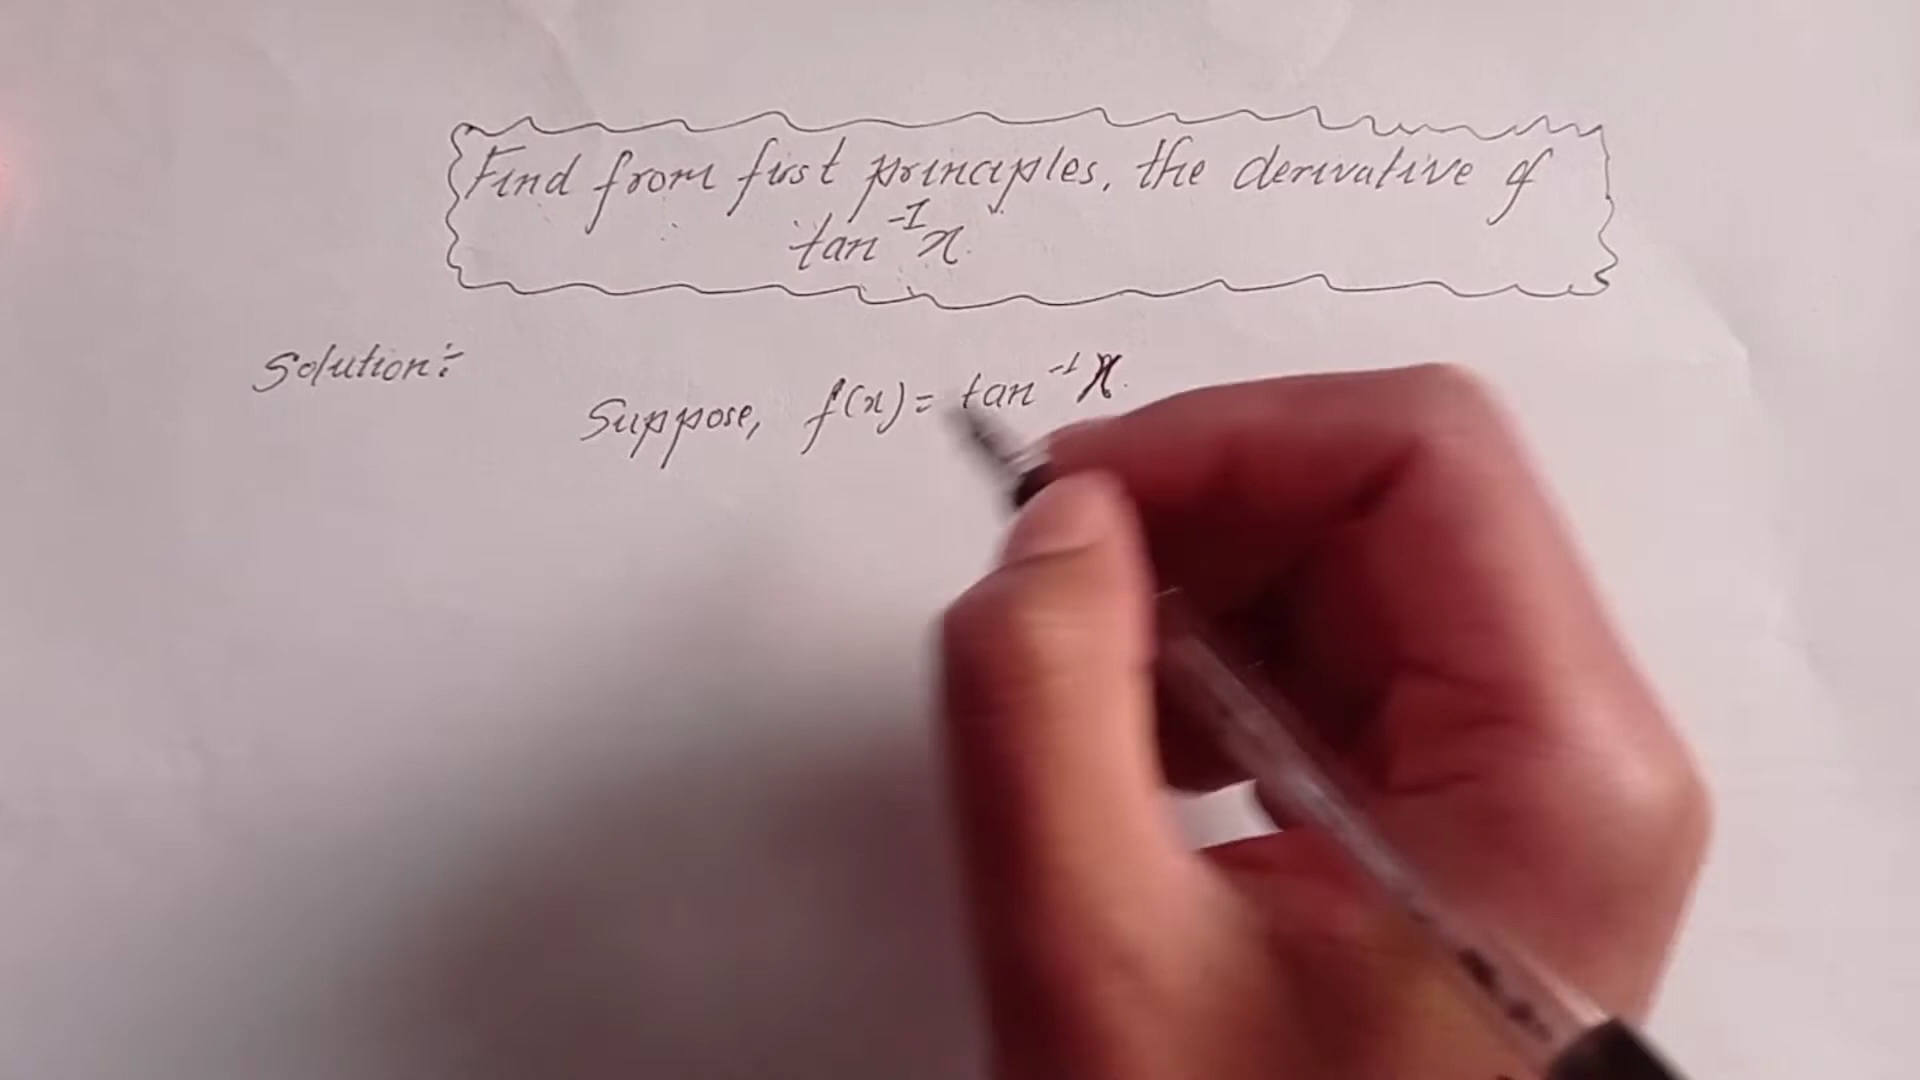 Find from first principles, the derivative of
tan⁻¹x.
Solution:-
Suppose, f(x) = tan⁻¹x.